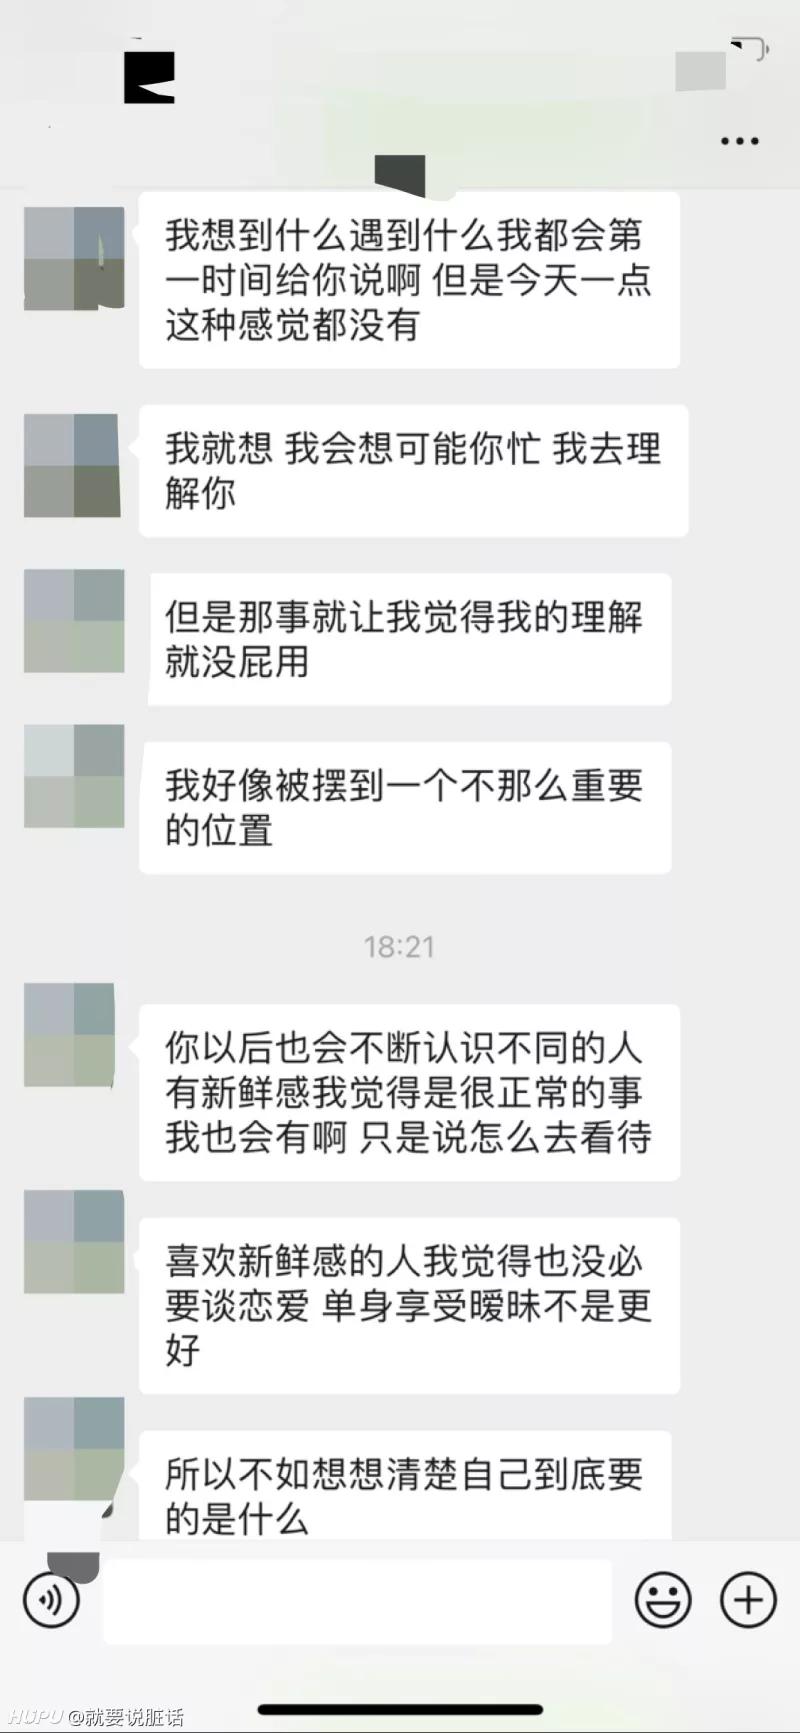 我想到什么遇到什么我都会第
一时间给你说啊 但是今天一点
这种感觉都没有
我就想 我会想可能你忙 我去理
解你
但是那事就让我觉得我的理解
就没屁用
我好像被摆到一个不那么重要
的位置
18:21
你以后也会不断认识不同的人
有新鲜感我觉得是很正常的事
我也会有啊 只是说怎么去看待
喜欢新鲜感的人我觉得也没必
要谈恋爱 单身享受暧昧不是更
好
所以不如想想清楚自己到底要
的是什么
HUPU @就要说脏话